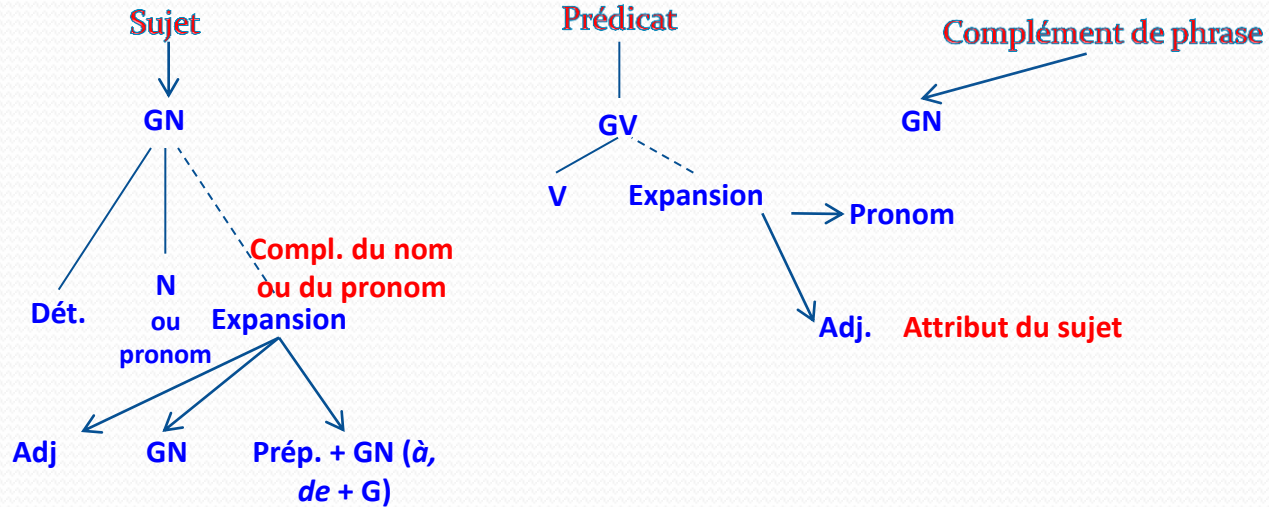 Sujet
Prédicat
Complément de phrase
GN
GV
GN
V
Expansion
Pronom
Compl. du nom
ou du pronom
Dét.
N
ou
pronom
Expansion
Adj.
Attribut du sujet
Adj
GN
Prép. + GN (à,
de + G)